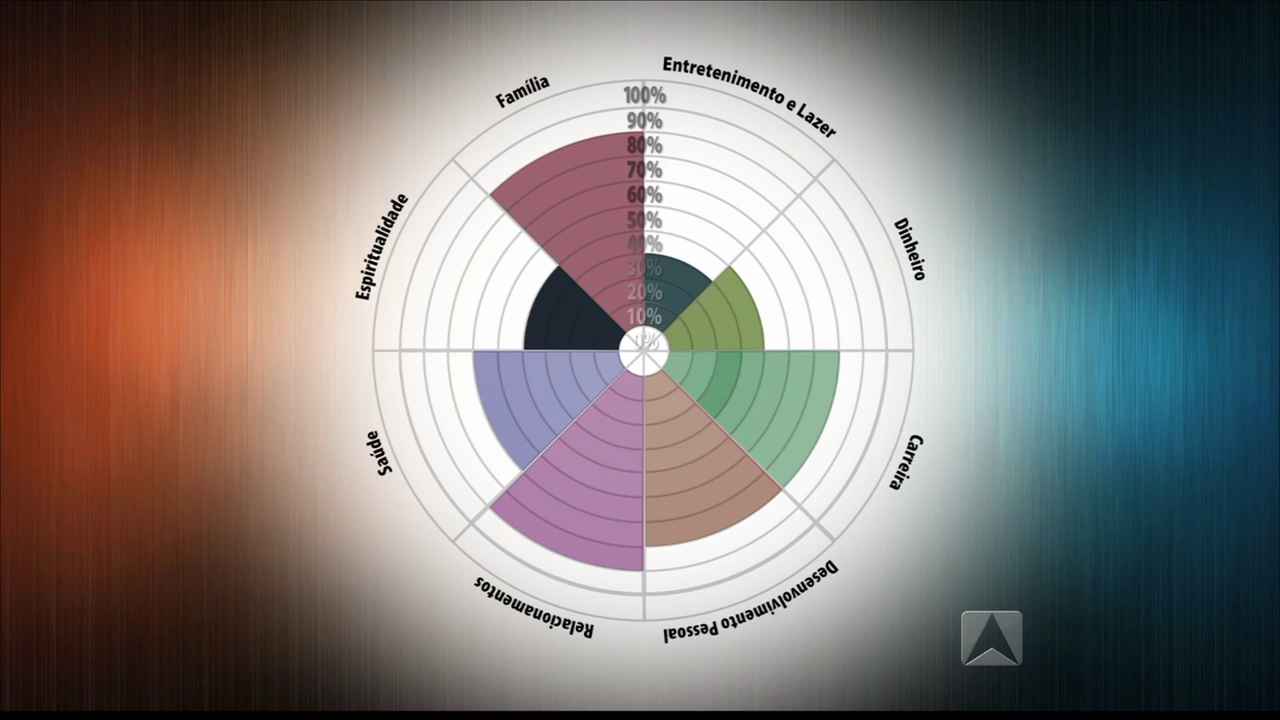 Família
Entretenimento e Lazer
Dinheiro
Carreira
Desenvolvimento Pessoal
Relacionamentos
Saúde
Espiritualidade
100%
90%
80%
70%
60%
50%
40%
30%
20%
10%
0%